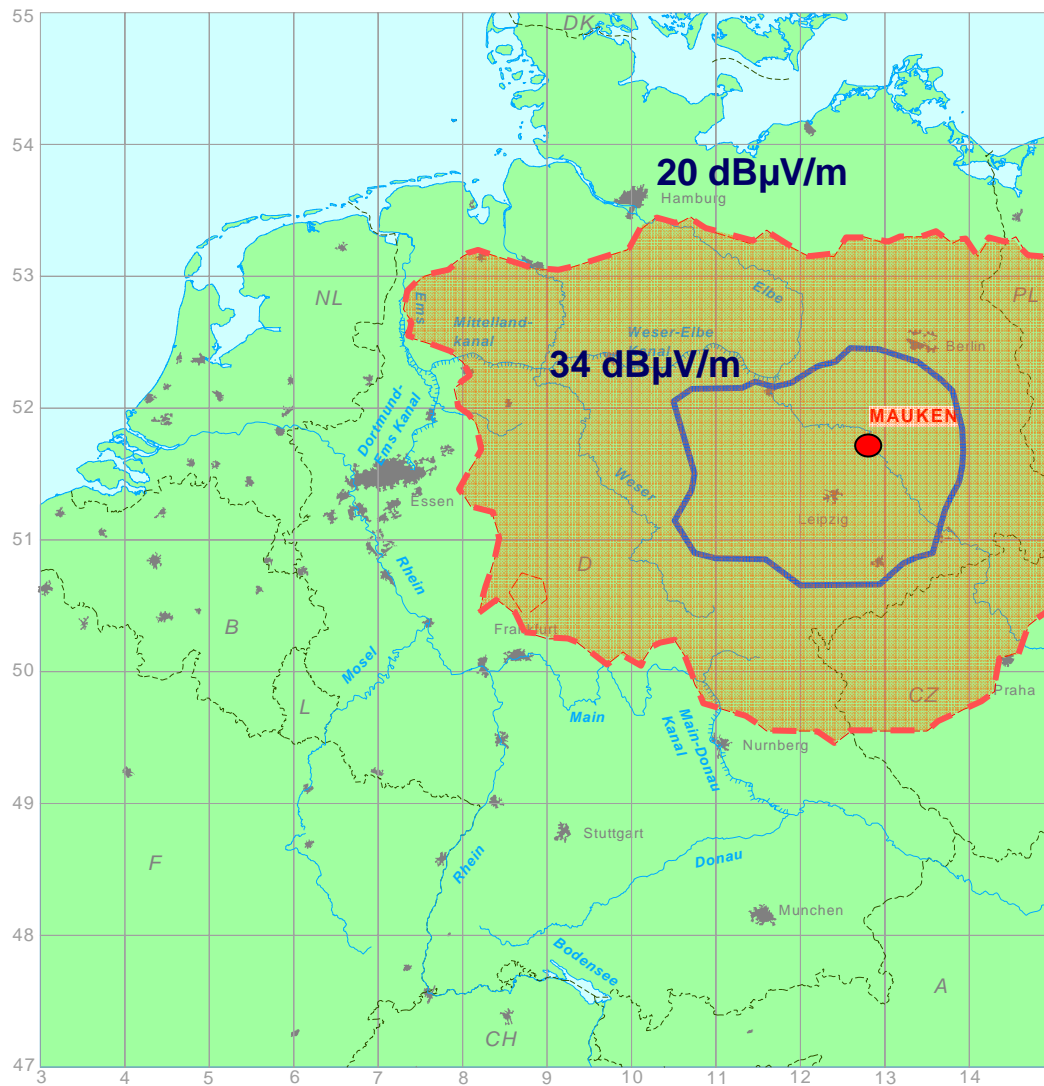 55
DK
54
20 dBµV/m
Hamburg
53
NL
Ems
Elbe
PL
Mittelland-
kanal
Weser-Elbe
Kanal
Berlin
34 dBµV/m
52
Dortmund-
Ems Kanal
MAUKEN
Weser
Essen
Leipzig
51
Rhein
D
B
Frankfurt
Mosel
50
L
Main
CZ
Praha
Main-Donau
Kanal
Nurnberg
49
Stuttgart
F
Rhein
Donau
Munchen
48
Bodensee
A
CH
47
3 4 5 6 7 8 9 10 11 12 13 14